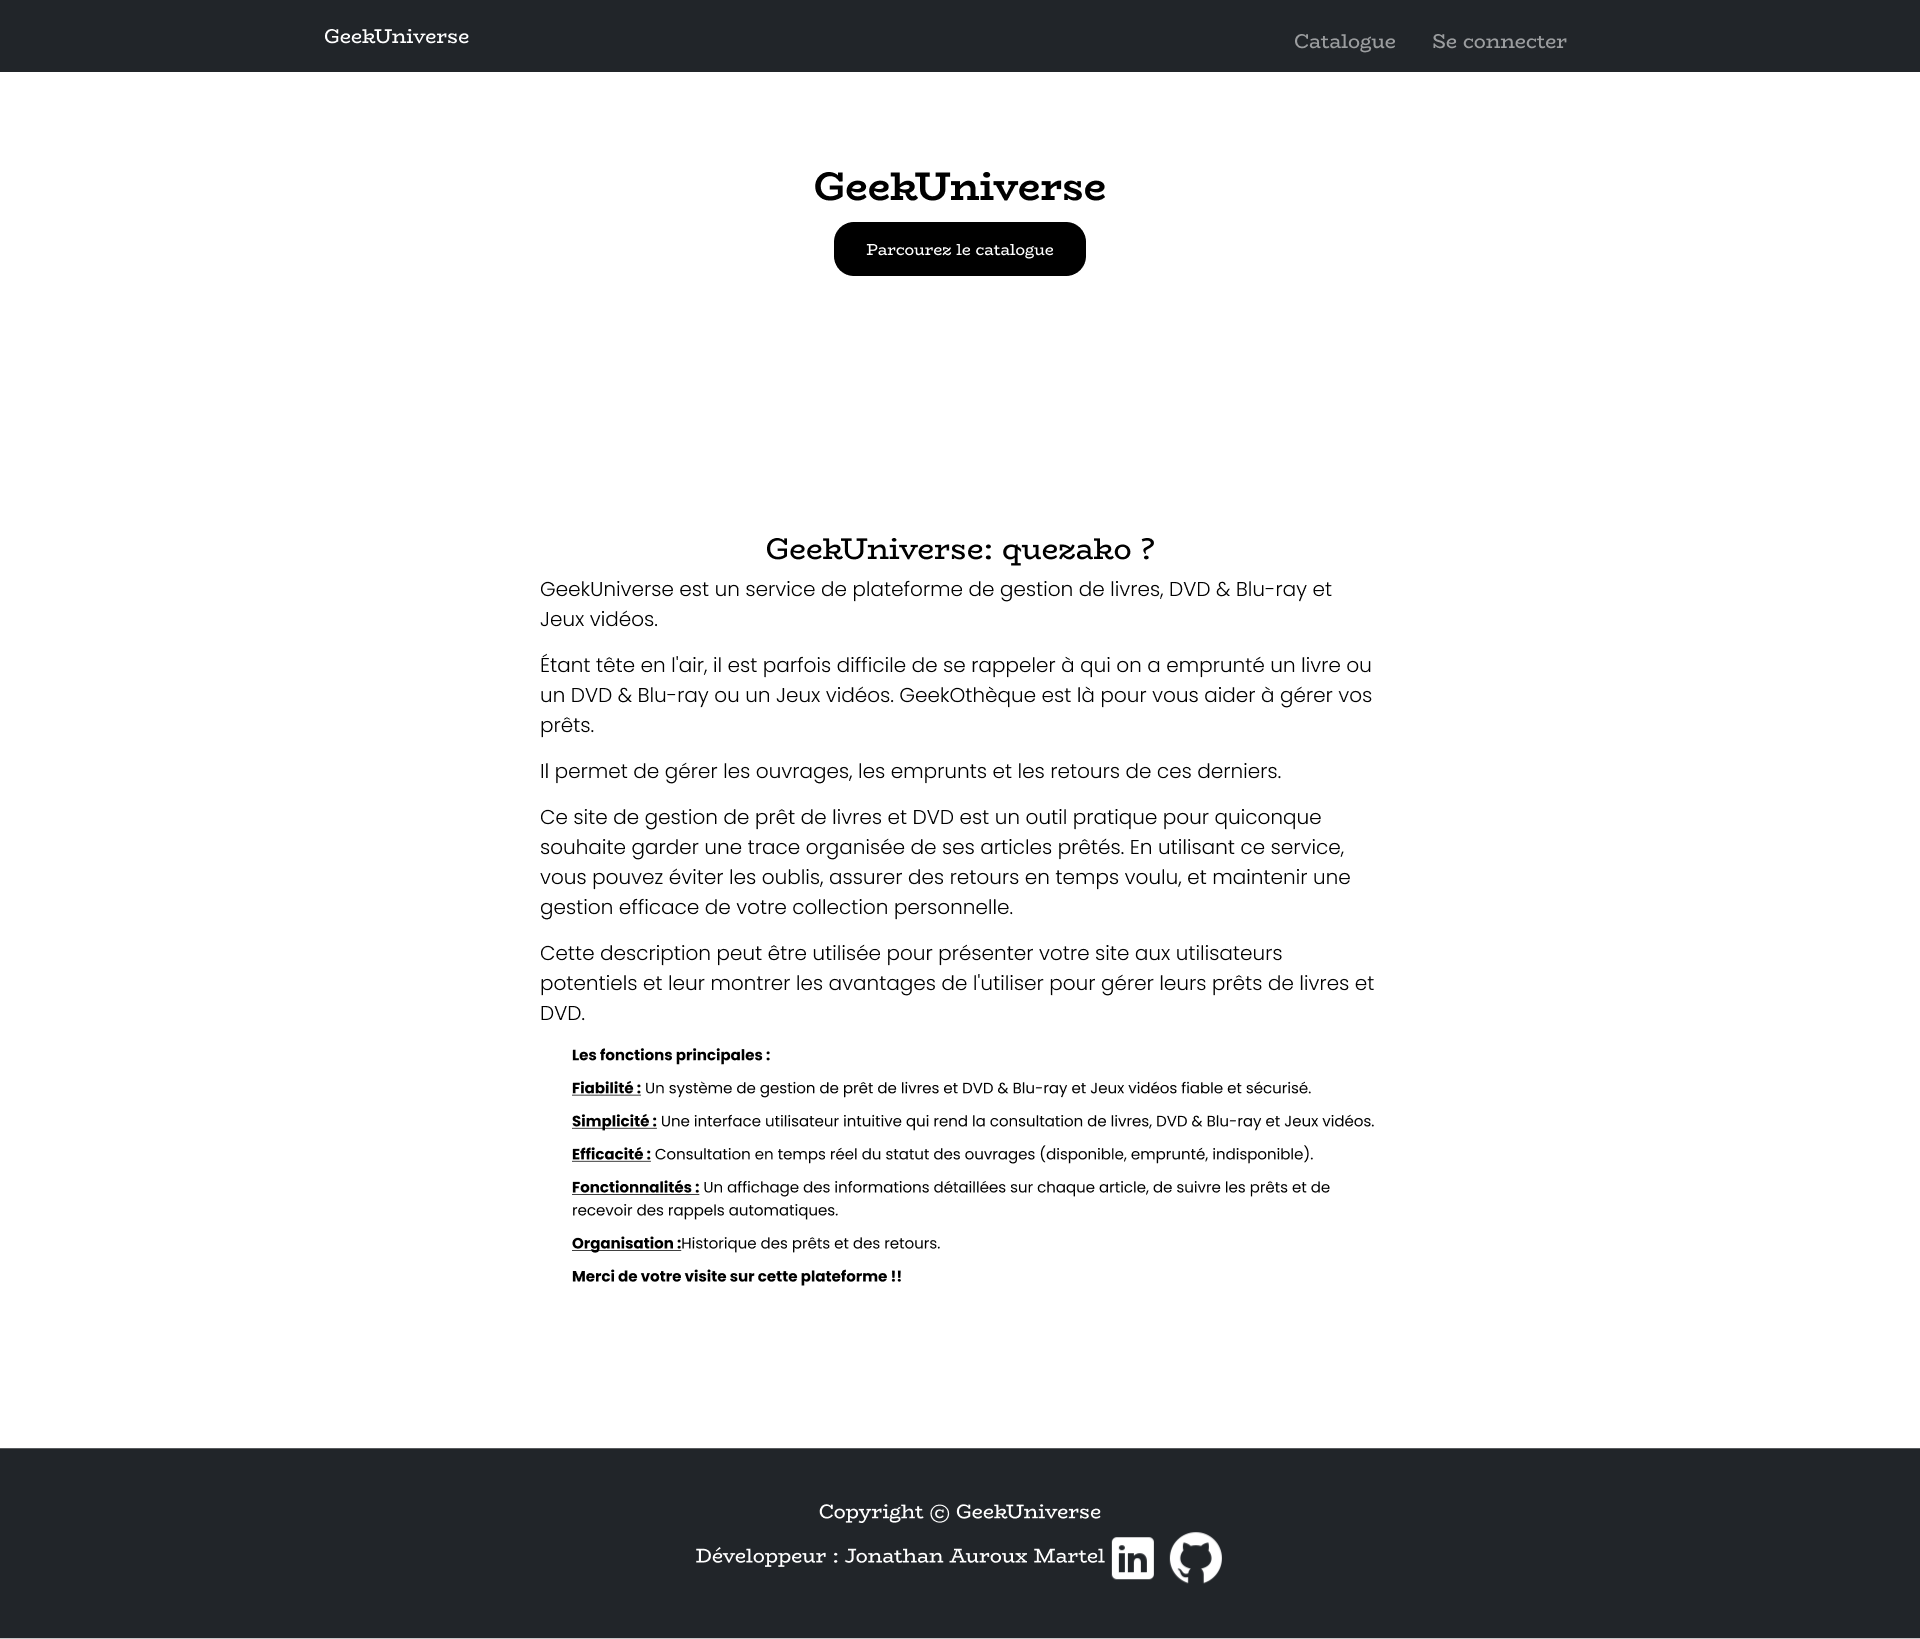 GeekUniverse
Catalogue
Se connecter
GeekUniverse
Parcourez le catalogue
GeekUniverse: quezako ?
GeekUniverse est un service de plateforme de gestion de livres, DVD & Blu-ray et
Jeux vidéos.
Étant tête en l'air, il est parfois difficile de se rappeler à qui on a emprunté un livre ou
un DVD & Blu-ray ou un Jeux vidéos. GeekOthèque est là pour vous aider à gérer vos
prêts.
Il permet de gérer les ouvrages, les emprunts et les retours de ces derniers.
Ce site de gestion de prêt de livres et DVD est un outil pratique pour quiconque
souhaite garder une trace organisée de ses articles prêtés. En utilisant ce service,
vous pouvez éviter les oublis, assurer des retours en temps voulu, et maintenir une
gestion efficace de votre collection personnelle.
Cette description peut être utilisée pour présenter votre site aux utilisateurs
potentiels et leur montrer les avantages de l'utiliser pour gérer leurs prêts de livres et
DVD.
Les fonctions principales :
Fiabilité : Un système de gestion de prêt de livres et DVD & Blu-ray et Jeux vidéos fiable et sécurisé.
Simplicité : Une interface utilisateur intuitive qui rend la consultation de livres, DVD & Blu-ray et Jeux vidéos.
Efficacité : Consultation en temps réel du statut des ouvrages (disponible, emprunté, indisponible).
Fonctionnalités : Un affichage des informations détaillées sur chaque article, de suivre les prêts et de
recevoir des rappels automatiques.
Organisation :Historique des prêts et des retours.
Merci de votre visite sur cette plateforme !!
Copyright © GeekUniverse
Développeur : Jonathan Auroux Martel in